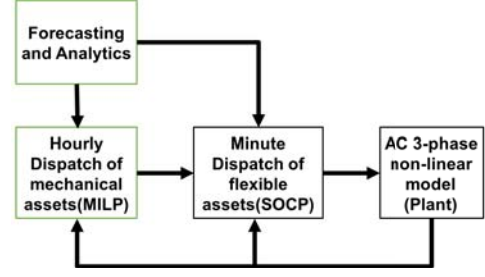 Forecasting
and Analytics
Hourly
Dispatch of
mechanical
assets(MILP)
Minute
Dispatch of
flexible
assets(SOCP)
AC 3-phase
non-linear
model
(Plant)